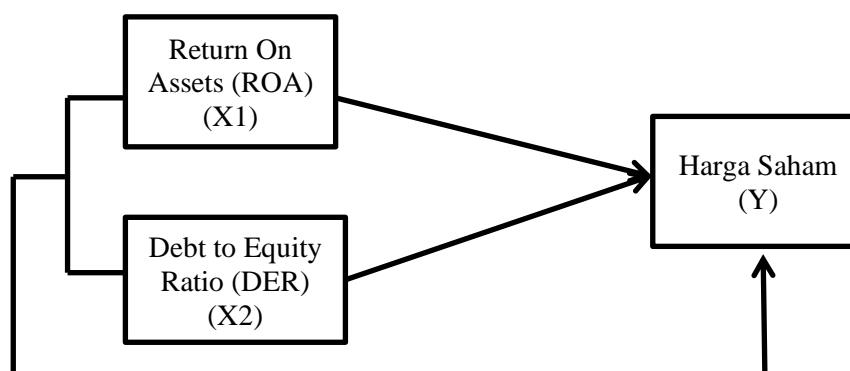 Return On
Assets (ROA)
(X1)
Harga Saham
(Y)
Debt to Equity
Ratio (DER)
(X2)